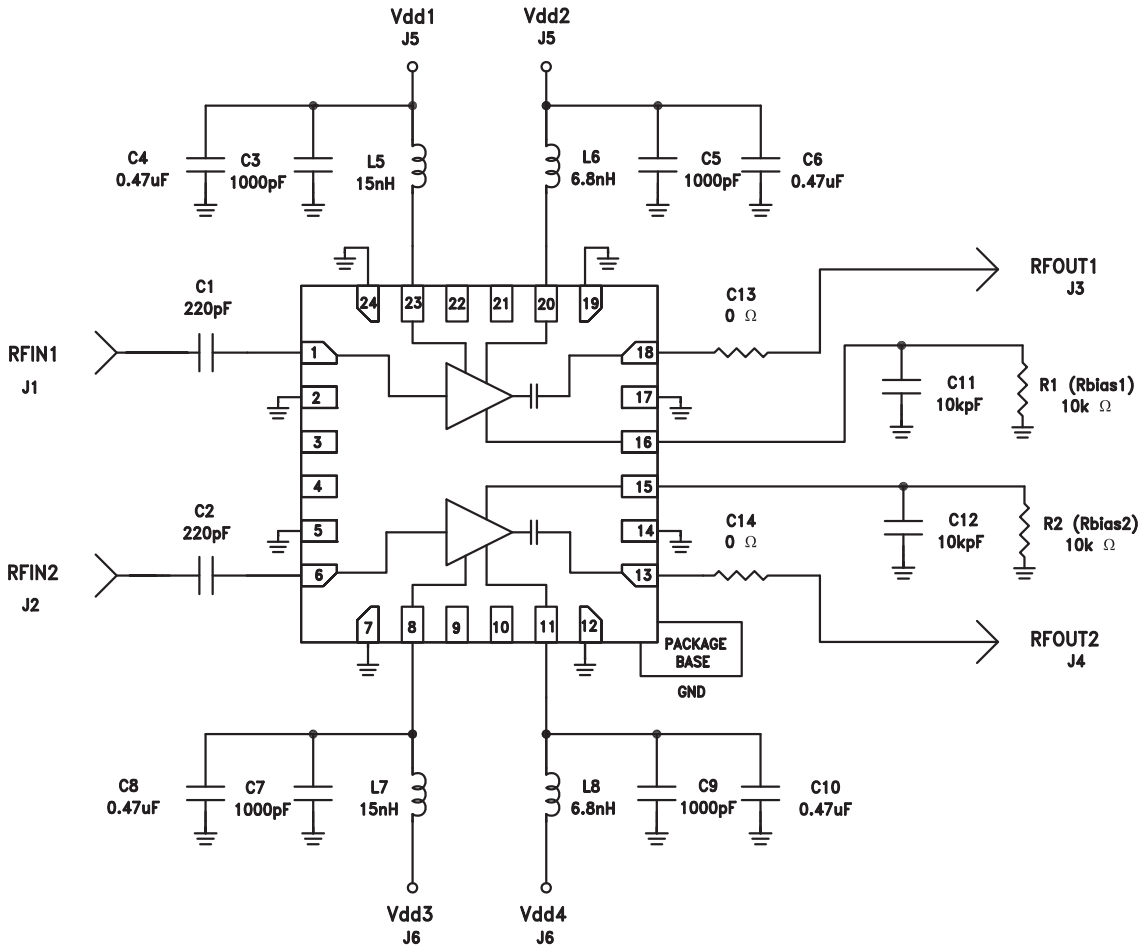 Vdd1
J5
Vdd2
J5
C4
0.47uF
C3
1000pF
L5
15nH
L6
6.8nH
C5
1000pF
C6
0.47uF
C1
220pF
24
23
22
21
20
19
C13
0 Ω
RFOUT1
J3
RFIN1
J1
1
2
3
4
5
6
18
17
16
15
14
13
C11
10kpF
R1 (Rbias1)
10k Ω
C2
220pF
C14
0 Ω
C12
10kpF
R2 (Rbias2)
10k Ω
RFIN2
J2
7
8
9
10
11
12
PACKAGE
BASE
GND
RFOUT2
J4
C8
0.47uF
C7
1000pF
L7
15nH
L8
6.8nH
C9
1000pF
C10
0.47uF
Vdd3
J6
Vdd4
J6